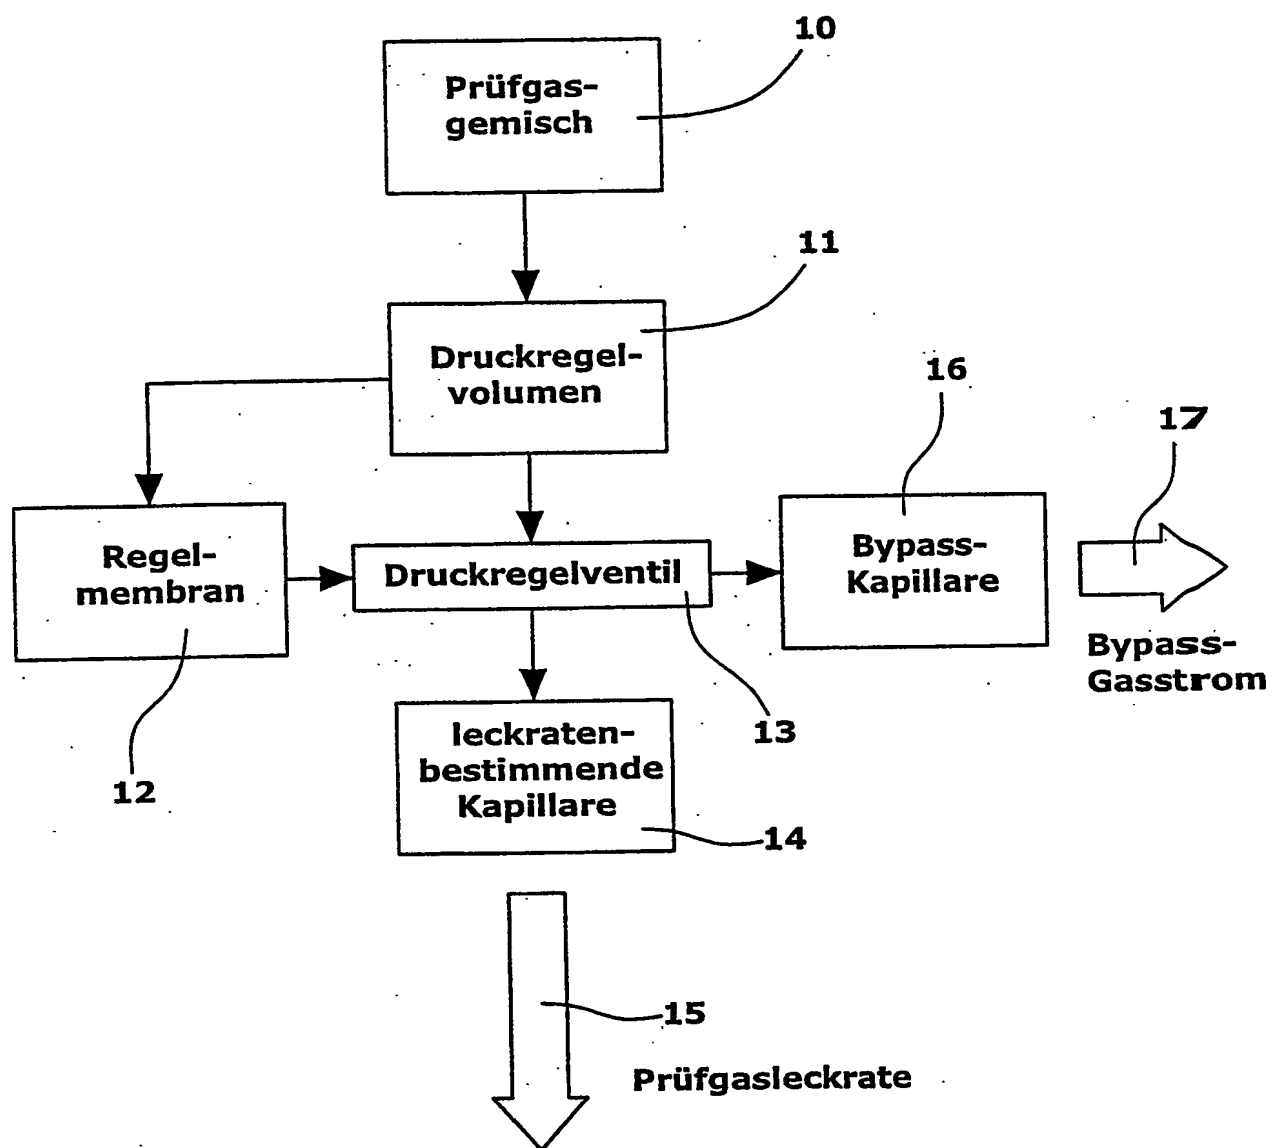 10
Prüfgas-
gemisch
11
Druckregel-
volumen
16
17
Regel-
membran
Druckregelventil
Bypass-
Kapillare
Bypass-
Gasstrom
12
leckraten-
bestimmende
Kapillare
13
14
15
Prüfgasleckrate